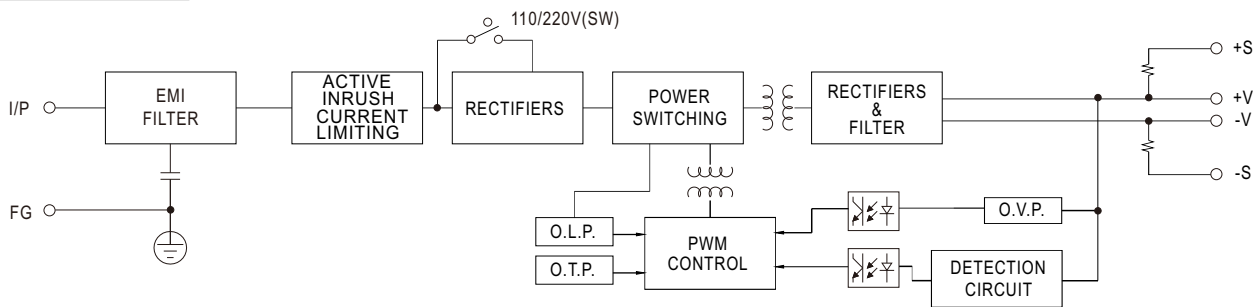 110/220V(SW)
I/P
EMI
FILTER
ACTIVE
INRUSH
CURRENT
LIMITING
RECTIFIERS
POWER
SWITCHING
RECTIFIERS
&
FILTER
+S
+V
-V
-S
FG
O.L.P.
O.T.P.
PWM
CONTROL
O.V.P.
DETECTION
CIRCUIT